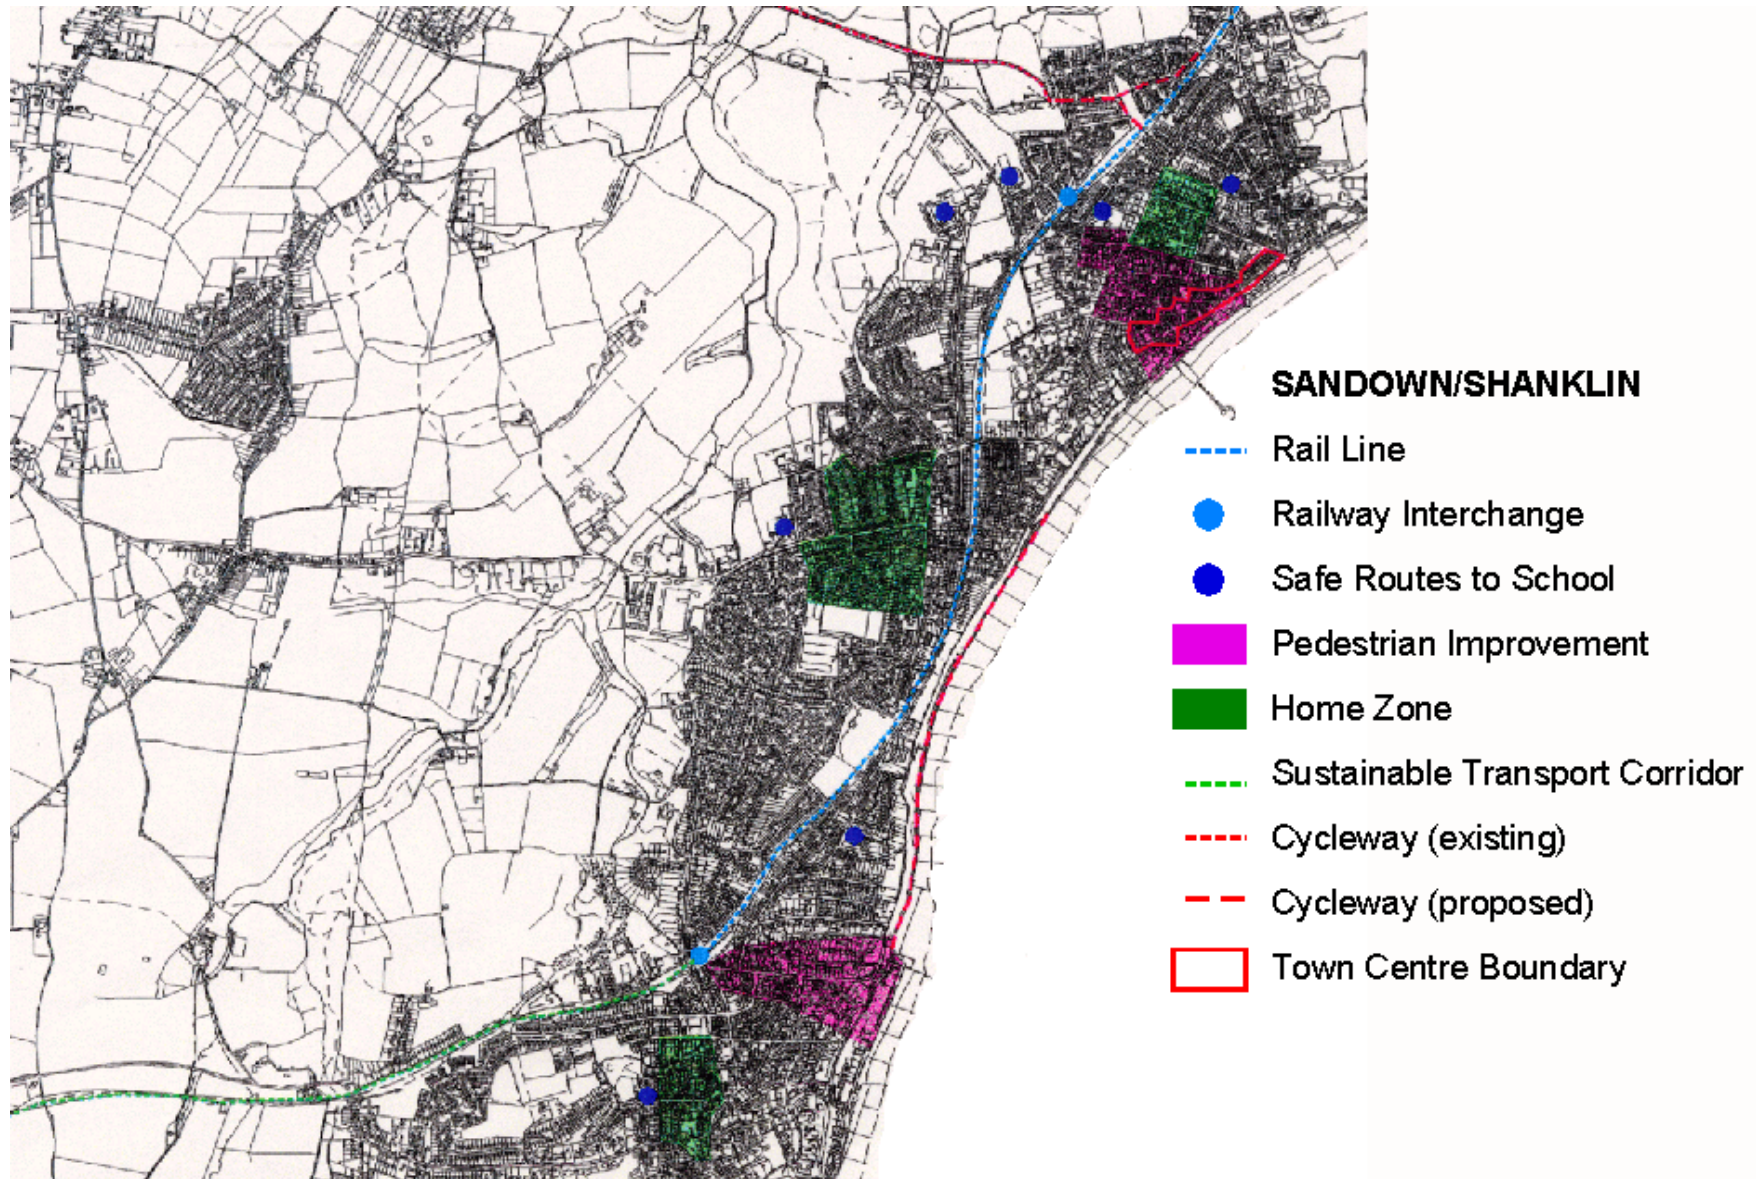 SANDOWN/SHANKLIN
Rail Line
Railway Interchange
Safe Routes to School
Pedestrian Improvement
Home Zone
Sustainable Transport Corridor
Cycleway (existing)
Cycleway (proposed)
Town Centre Boundary